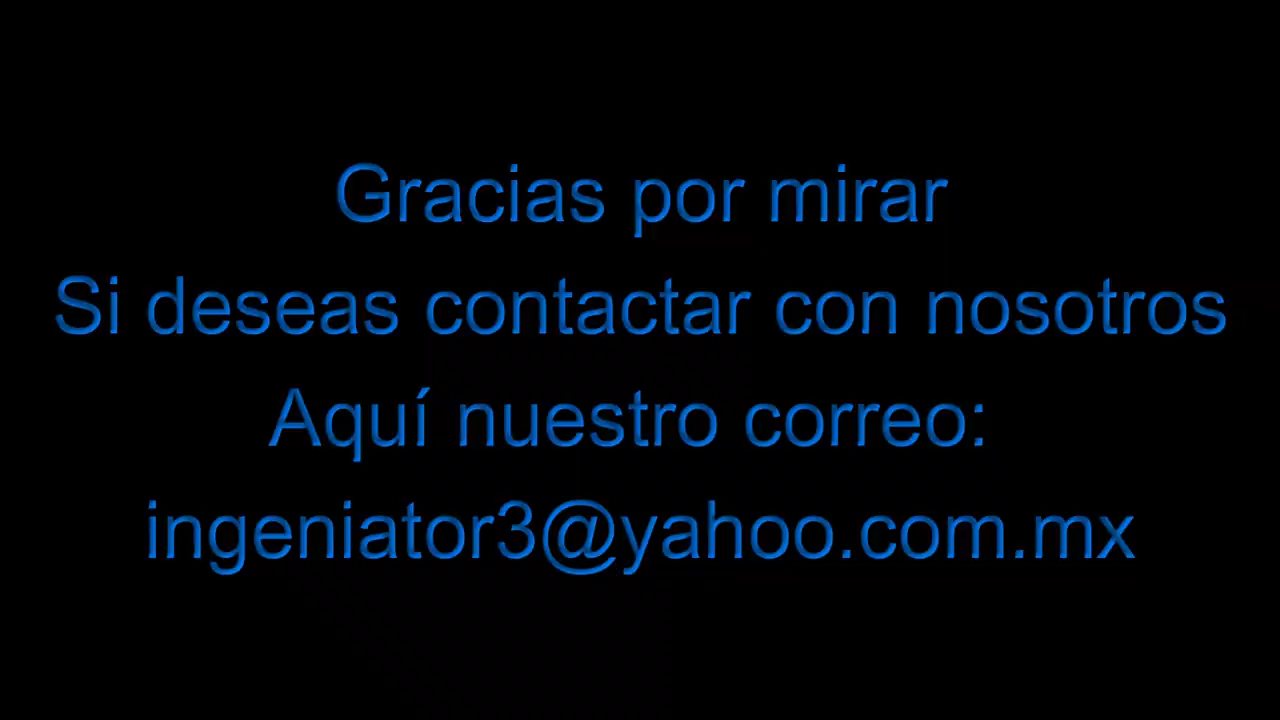 Gracias por mirar
Si deseas contactar con nosotros
Aquí nuestro correo:
ingeniator3@yahoo.com.mx